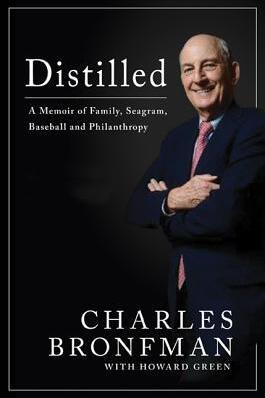 Distilled
A Memoir of Family, Seagram,
Baseball and Philanthropy
CHARLES
BRONFMAN
WITH HOWARD GREEN